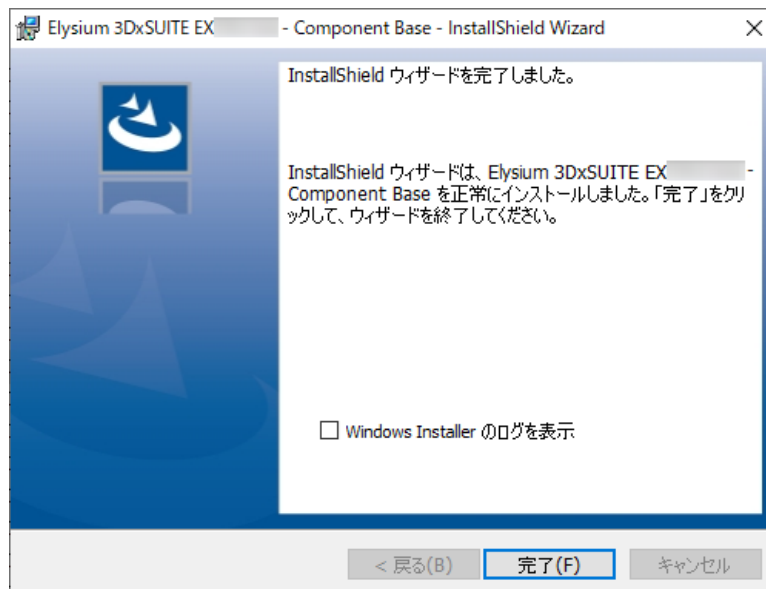 Elysium 3DxSUITE EX - Component Base - InstallShield Wizard
InstallShield ウィザードを完了しました。
InstallShield ウィザードは、Elysium 3DxSUITE EX -
Component Base を正常にインストールしました。「完了」をクリ
ックして、ウィザードを終了してください。
Windows Installer のログを表示
< 戻る(B) 完了(F) キャンセル